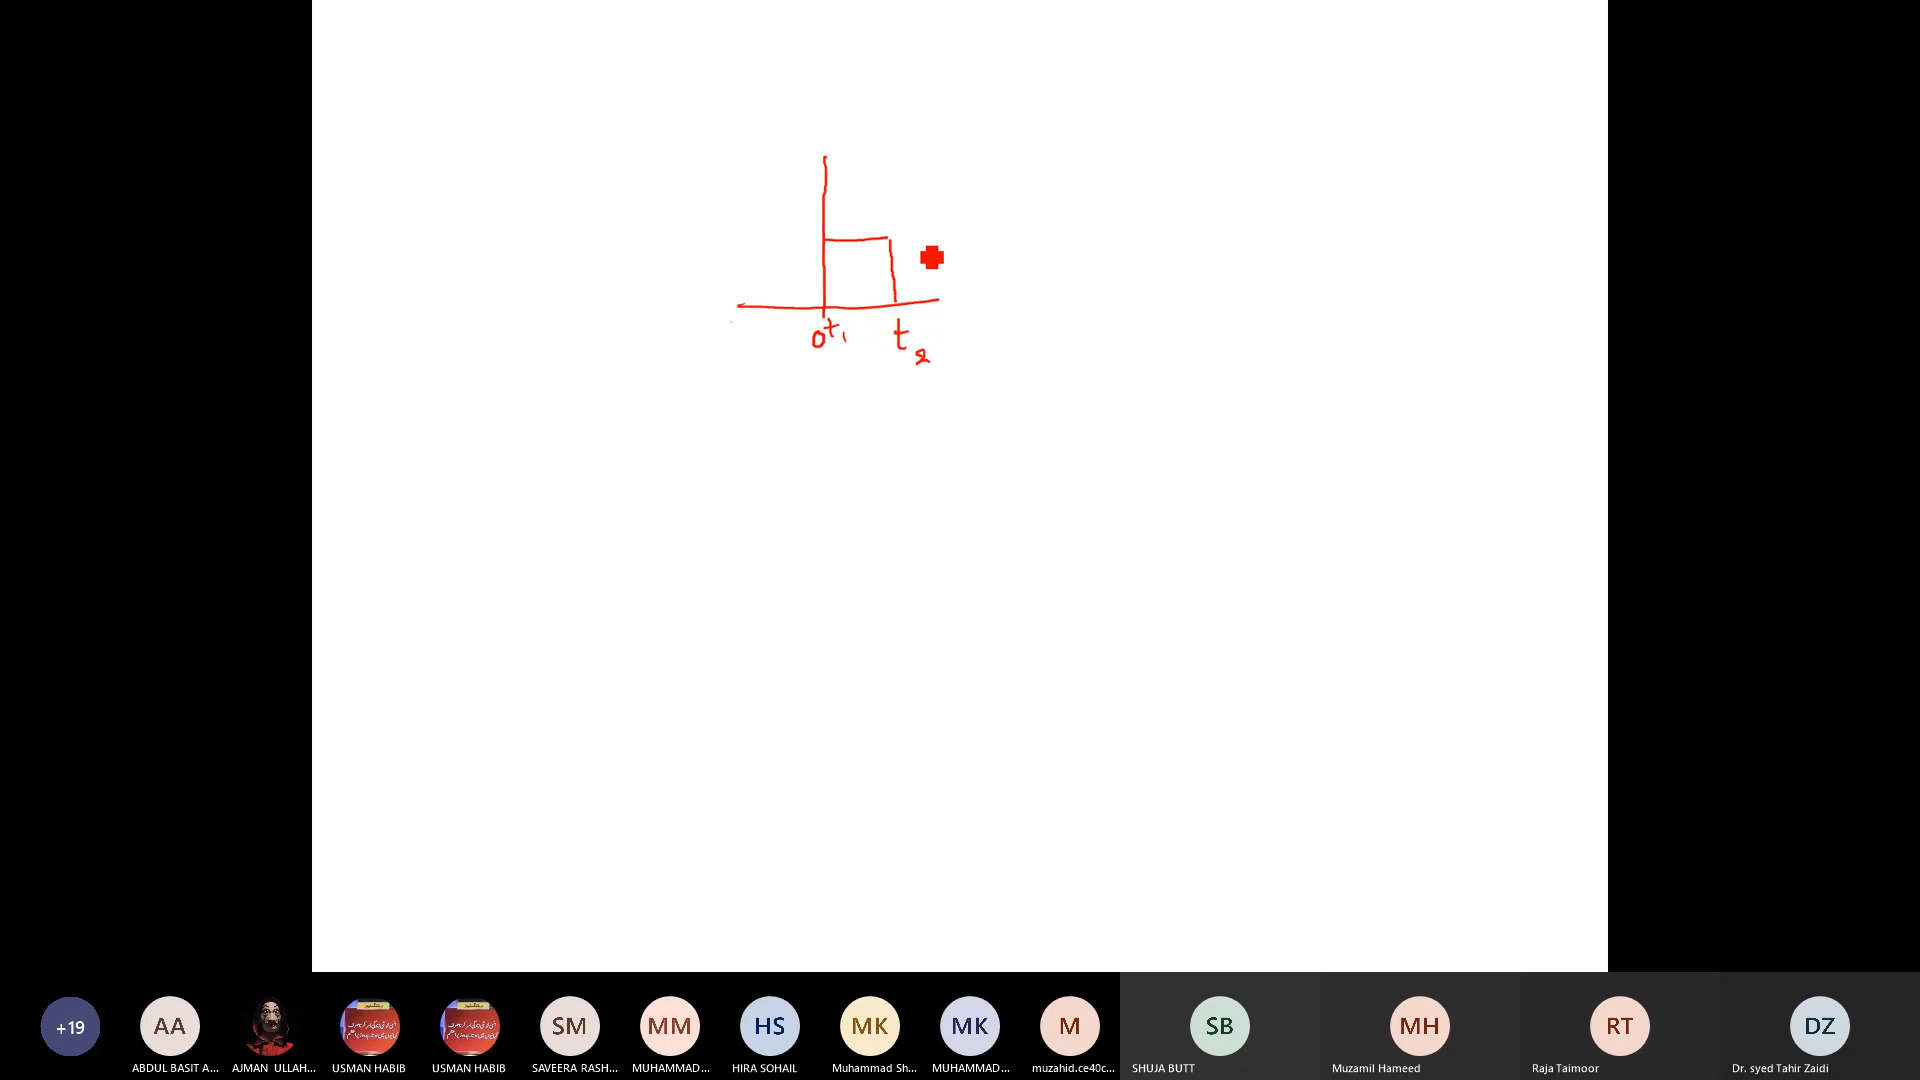 0 t₁ t₂
+19 AA SM MM HS MK MK M SB MH RT DZ
ABDUL BASIT A... AJMAN ULLAH... USMAN HABIB USMAN HABIB SAVEERA RASH... MUHAMMAD ... HIRA SOHAIL Muhammad Sh... MUHAMMAD ... muzahid.ce40c... SHUJA BUTT Muzamil Hameed Raja Taimoor Dr. syed Tahir Zaidi